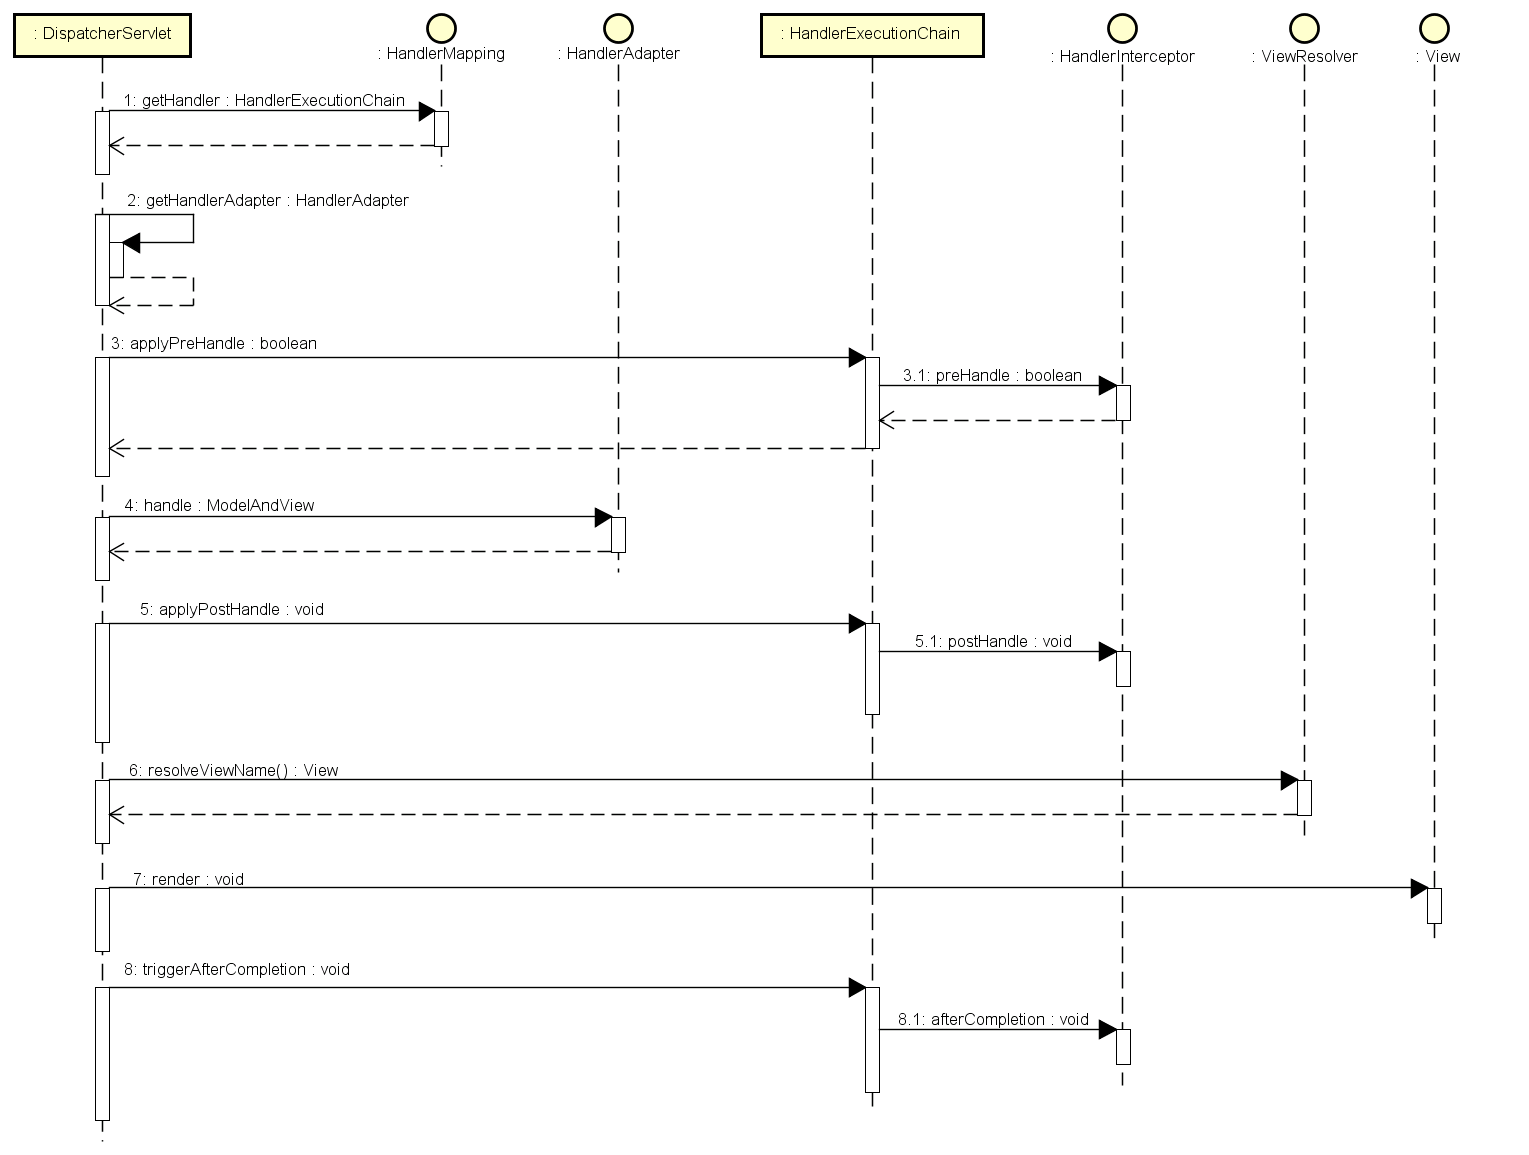 : DispatcherServlet
: HandlerMapping
: HandlerAdapter
: HandlerExecutionChain
: HandlerInterceptor
: ViewResolver
: View
1: getHandler : HandlerExecutionChain
2: getHandlerAdapter : HandlerAdapter
3: applyPreHandle : boolean
3.1: preHandle : boolean
4: handle : ModelAndView
5: applyPostHandle : void
5.1: postHandle : void
6: resolveViewName() : View
7: render : void
8: triggerAfterCompletion : void
8.1: afterCompletion : void